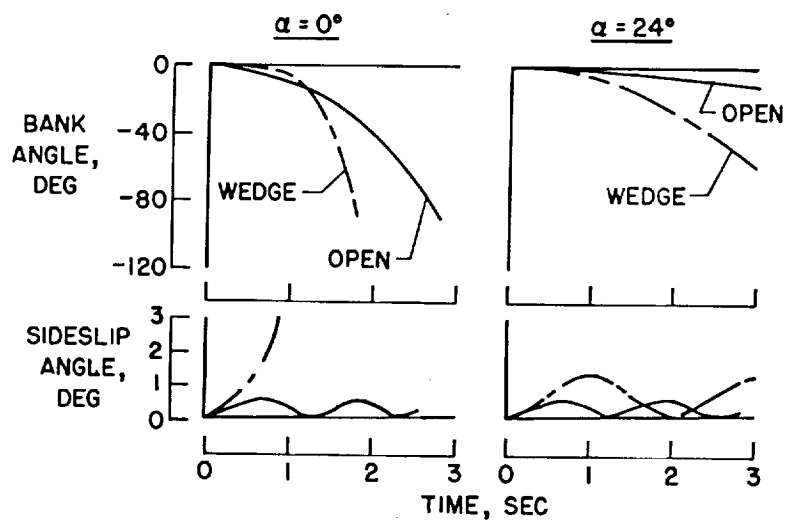 α = 0°
α = 24°
0
-40
-80
-120
BANK
ANGLE,
DEG
WEDGE
OPEN
OPEN
WEDGE
3
2
1
0
SIDESLIP
ANGLE,
DEG
0 1 2 3
0 1 2 3
TIME, SEC